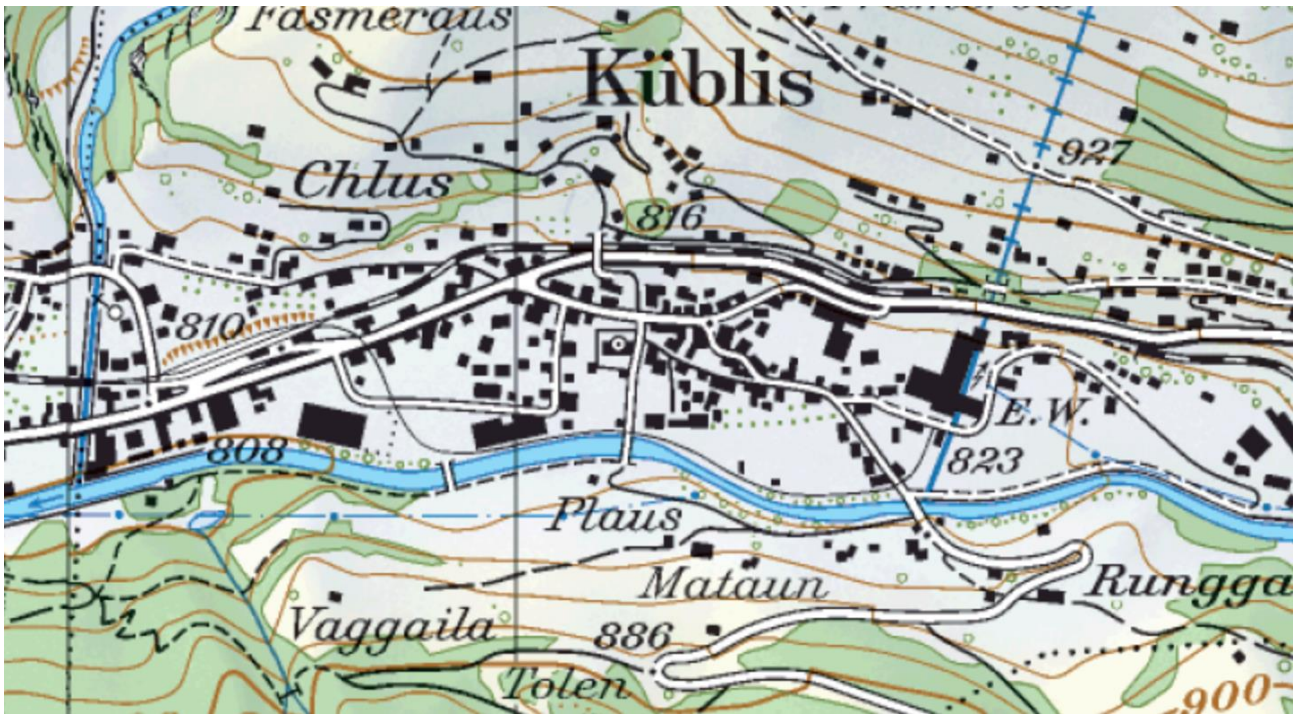 Fasmeraus
Küblis
927
Chlus
816
810
E.W.
808
823
Plaus
Mataun
Rungga
Vaggaila
886
Tolen
900